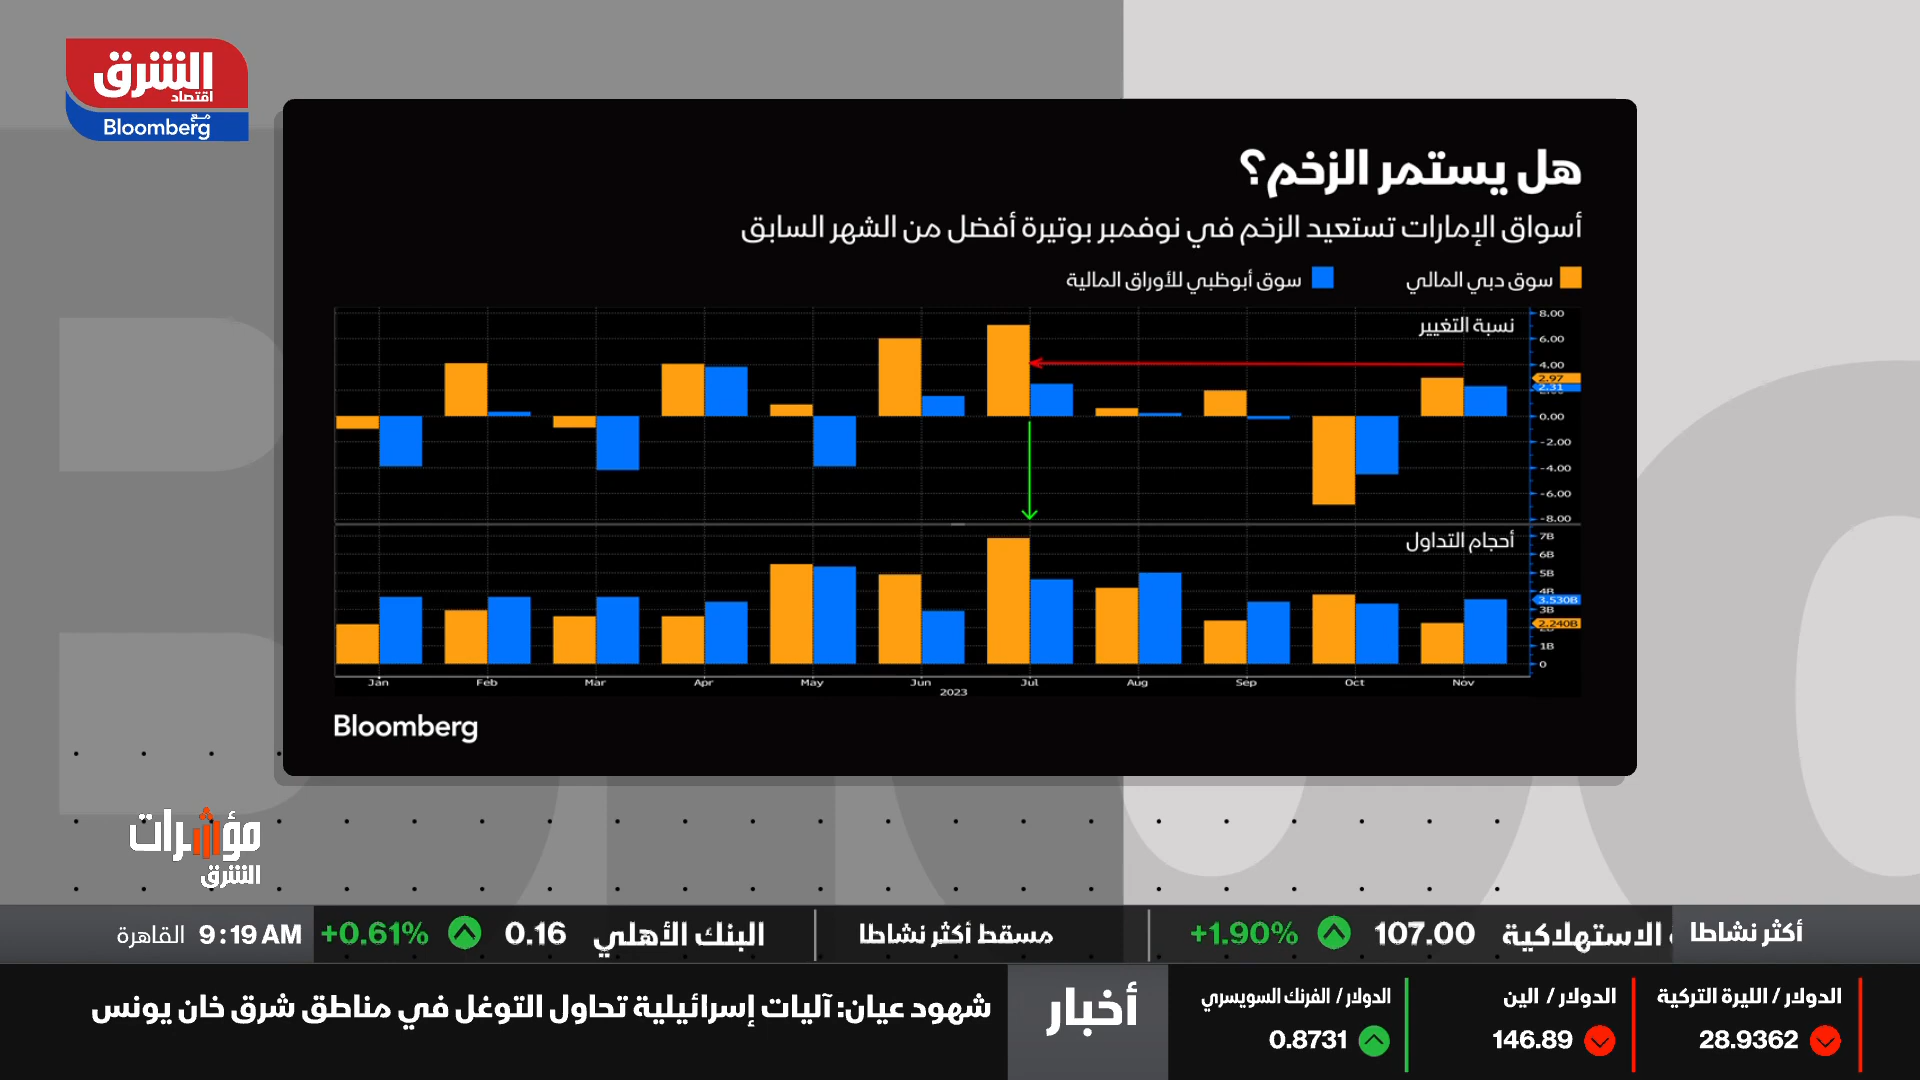 الشرق
اقتصاد
مع
Bloomberg
هل يستمر الزخم؟
أسواق الإمارات تستعيد الزخم في نوفمبر بوتيرة أفضل من الشهر السابق
سوق دبي المالي
سوق أبوظبي للأوراق المالية
نسبة التغيير
8.00
6.00
4.00
2.97
2.31
0.00
-2.00
-4.00
-6.00
-8.00
أحجام التداول
7B
6B
5B
4B
3.530B
3B
2.240B
1B
0
Jan Feb Mar Apr May Jun Jul Aug Sep Oct Nov
2023
Bloomberg
مؤشرات
الشرق
أكثر نشاطا
الاستهلاكية 107.00 +1.90%
مسقط أكثر نشاطا
البنك الأهلي 0.16 +0.61%
9:19 AM القاهرة
الدولار / الليرة التركية
28.9362
الدولار / الين
146.89
الدولار / الفرنك السويسري
0.8731
أخبار
شهود عيان: آليات إسرائيلية تحاول التوغل في مناطق شرق خان يونس